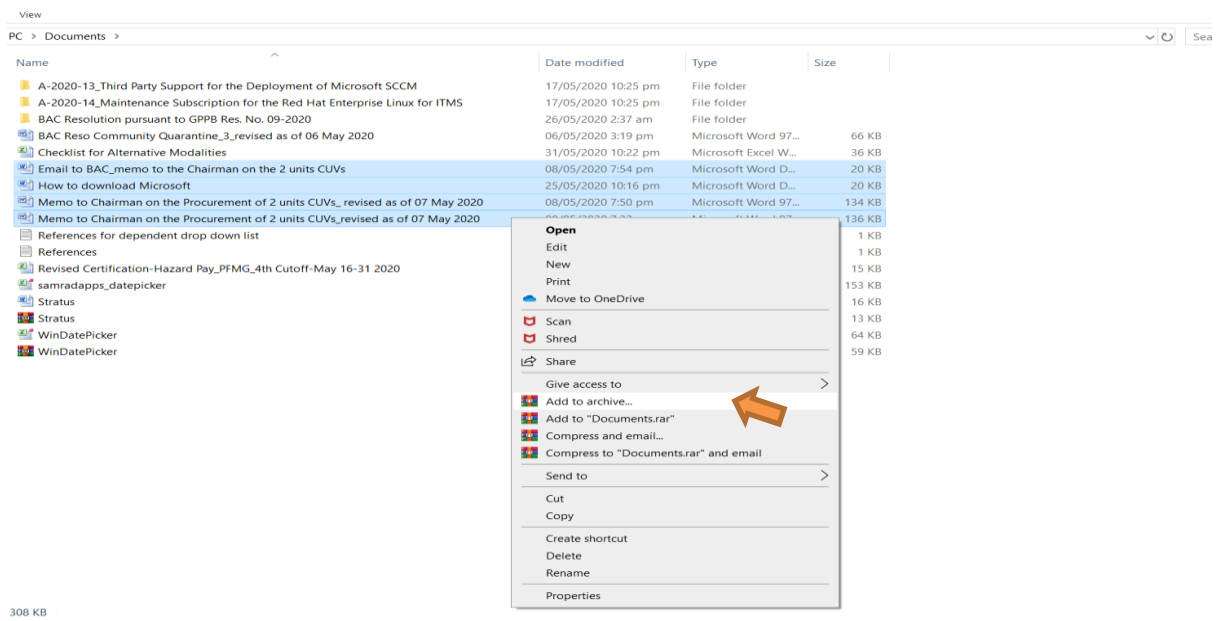 View
PC > Documents >
Sea
Name Date modified Type Size
A-2020-13_Third Party Support for the Deployment of Microsoft SCCM 17/05/2020 10:25 pm File folder
A-2020-14_Maintenance Subscription for the Red Hat Enterprise Linux for ITMS 17/05/2020 10:25 pm File folder
BAC Resolution pursuant to GPPB Res. No. 09-2020 26/05/2020 2:37 am File folder
BAC Reso Community Quarantine_3_revised as of 06 May 2020 06/05/2020 3:19 pm Microsoft Word 97... 66 KB
Checklist for Alternative Modalities 31/05/2020 10:22 pm Microsoft Excel W... 36 KB
Email to BAC_memo to the Chairman on the 2 units CUVs 08/05/2020 7:54 pm Microsoft Word D... 20 KB
How to download Microsoft 25/05/2020 10:16 pm Microsoft Word D... 20 KB
Memo to Chairman on the Procurement of 2 units CUVs_ revised as of 07 May 2020 08/05/2020 7:50 pm Microsoft Word 97... 134 KB
Memo to Chairman on the Procurement of 2 units CUVs_revised as of 07 May 2020 136 KB
References for dependent drop down list 1 KB
References 1 KB
Revised Certification-Hazard Pay_PFMG_4th Cutoff-May 16-31 2020 15 KB
samradapps_datepicker 153 KB
Stratus 16 KB
Stratus 13 KB
WinDatePicker 64 KB
WinDatePicker 59 KB
Open
Edit
New
Print
Move to OneDrive
Scan
Shred
Share
Give access to
Add to archive...
Add to "Documents.rar"
Compress and email...
Compress to "Documents.rar" and email
Send to
Cut
Copy
Create shortcut
Delete
Rename
Properties
308 KB